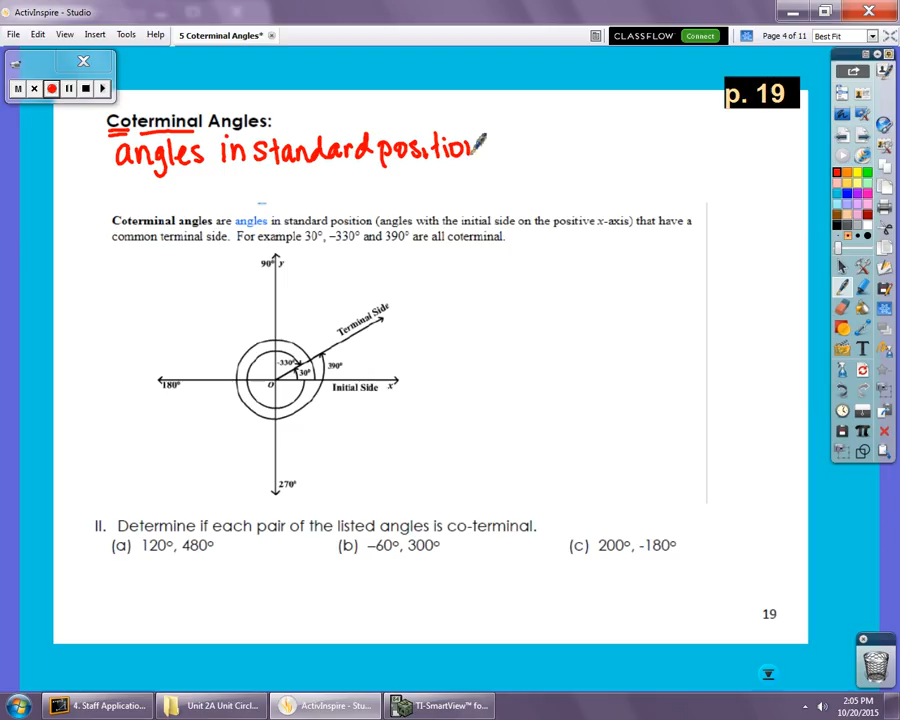 ActivInspire - Studio
File Edit View Insert Tools Help
5 Coterminal Angles*
CLASSFLOW Connect
Page 4 of 11
Best Fit
M
p. 19
Coterminal Angles:
angles in standard position
Coterminal angles are angles in standard position (angles with the initial side on the positive x-axis) that have a
common terminal side. For example 30°, –330° and 390° are all coterminal.
90° y
Terminal Side
-330°
390°
30°
180°
O
Initial Side x
270°
II. Determine if each pair of the listed angles is co-terminal.
(a) 120°, 480° (b) –60°, 300° (c) 200°, -180°
19
4. Staff Applicatio...
Unit 2A Unit Circl...
ActivInspire - Studio
TI-SmartView™ fo...
2:05 PM
10/20/2015